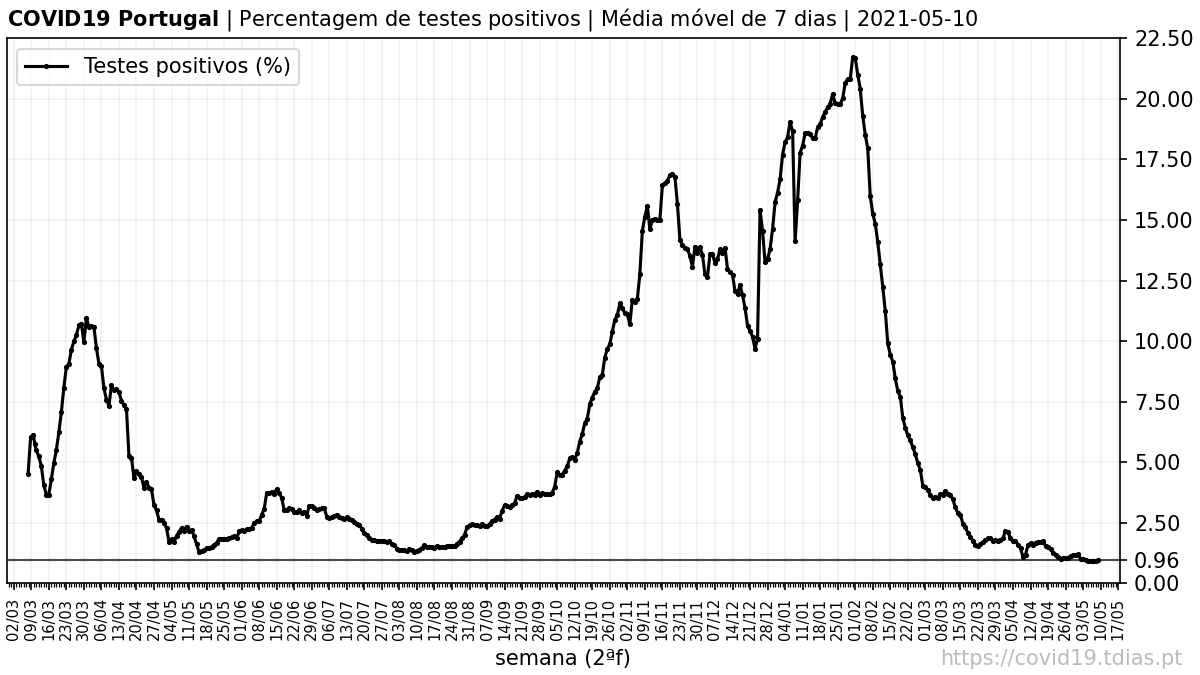 COVID19 Portugal | Percentagem de testes positivos | Média móvel de 7 dias | 2021-05-10
Testes positivos (%)
22.50
20.00
17.50
15.00
12.50
10.00
7.50
5.00
2.50
0.96
0.00
02/03 09/03 16/03 23/03 30/03 06/04 13/04 20/04 27/04 04/05 11/05 18/05 25/05 01/06 08/06 15/06 22/06 29/06 06/07 13/07 20/07 27/07 03/08 10/08 17/08 24/08 31/08 07/09 14/09 21/09 28/09 05/10 12/10 19/10 26/10 02/11 09/11 16/11 23/11 30/11 07/12 14/12 21/12 28/12 04/01 11/01 18/01 25/01 01/02 08/02 15/02 22/02 01/03 08/03 15/03 22/03 29/03 05/04 12/04 19/04 26/04 03/05 10/05 17/05
semana (2ªf)
https://covid19.tdias.pt